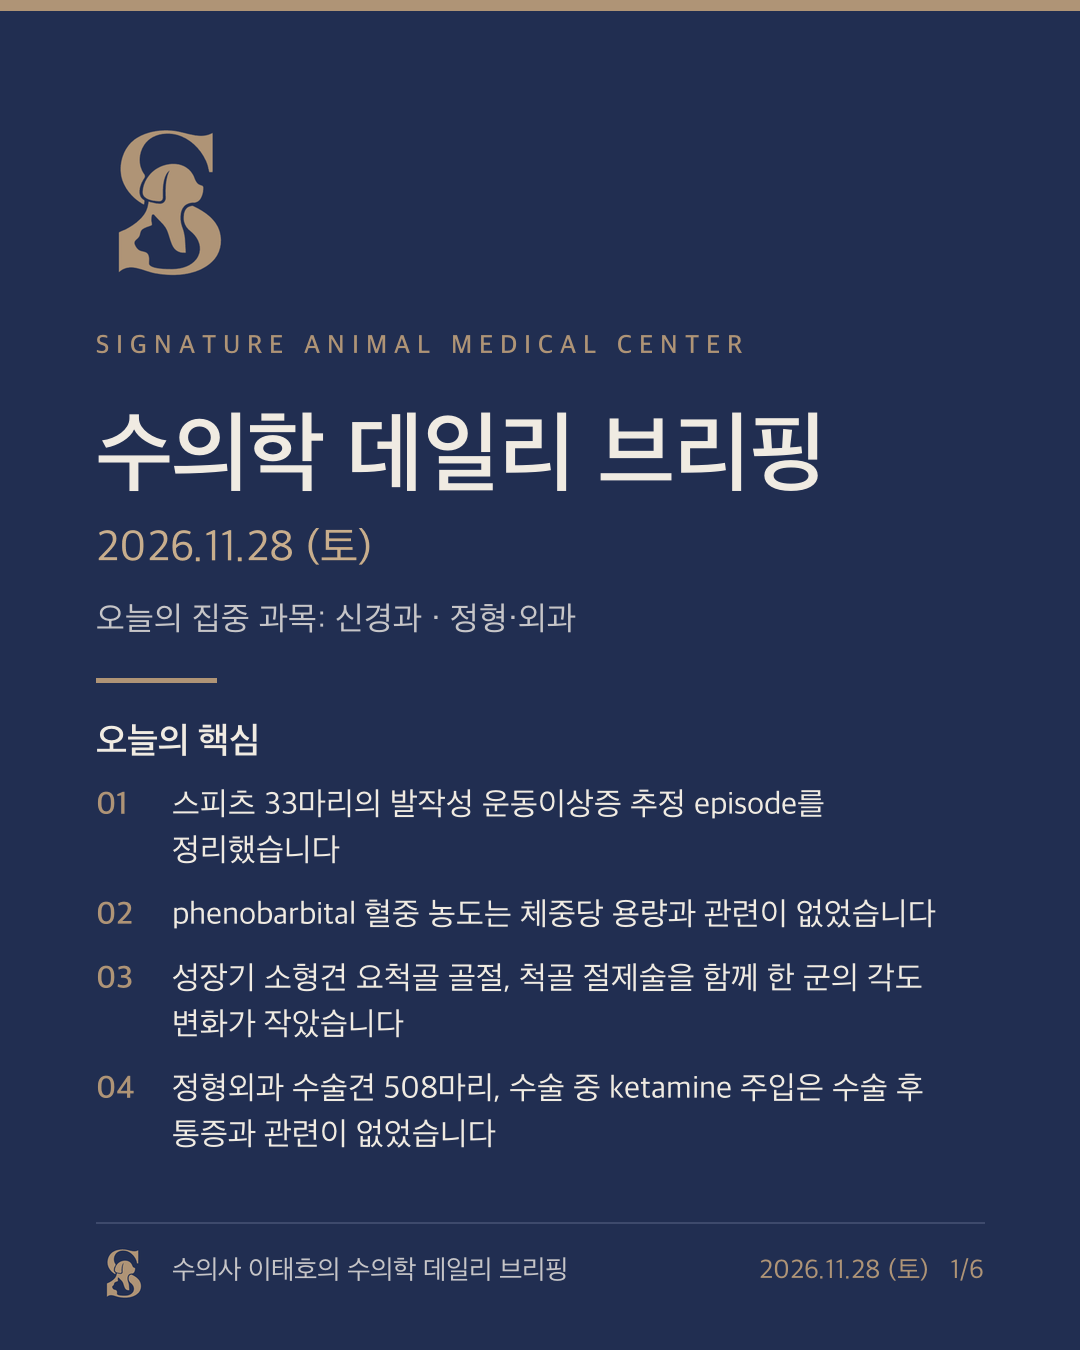 SIGNATURE ANIMAL MEDICAL CENTER
수의학 데일리 브리핑
2026.11.28 (토)
오늘의 집중 과목: 신경과 · 정형·외과
오늘의 핵심
01 스피츠 33마리의 발작성 운동이상증 추정 episode를
정리했습니다
02 phenobarbital 혈중 농도는 체중당 용량과 관련이 없었습니다
03 성장기 소형견 요척골 골절, 척골 절제술을 함께 한 군의 각도
변화가 작았습니다
04 정형외과 수술견 508마리, 수술 중 ketamine 주입은 수술 후
통증과 관련이 없었습니다
수의사 이태호의 수의학 데일리 브리핑 2026.11.28 (토) 1/6